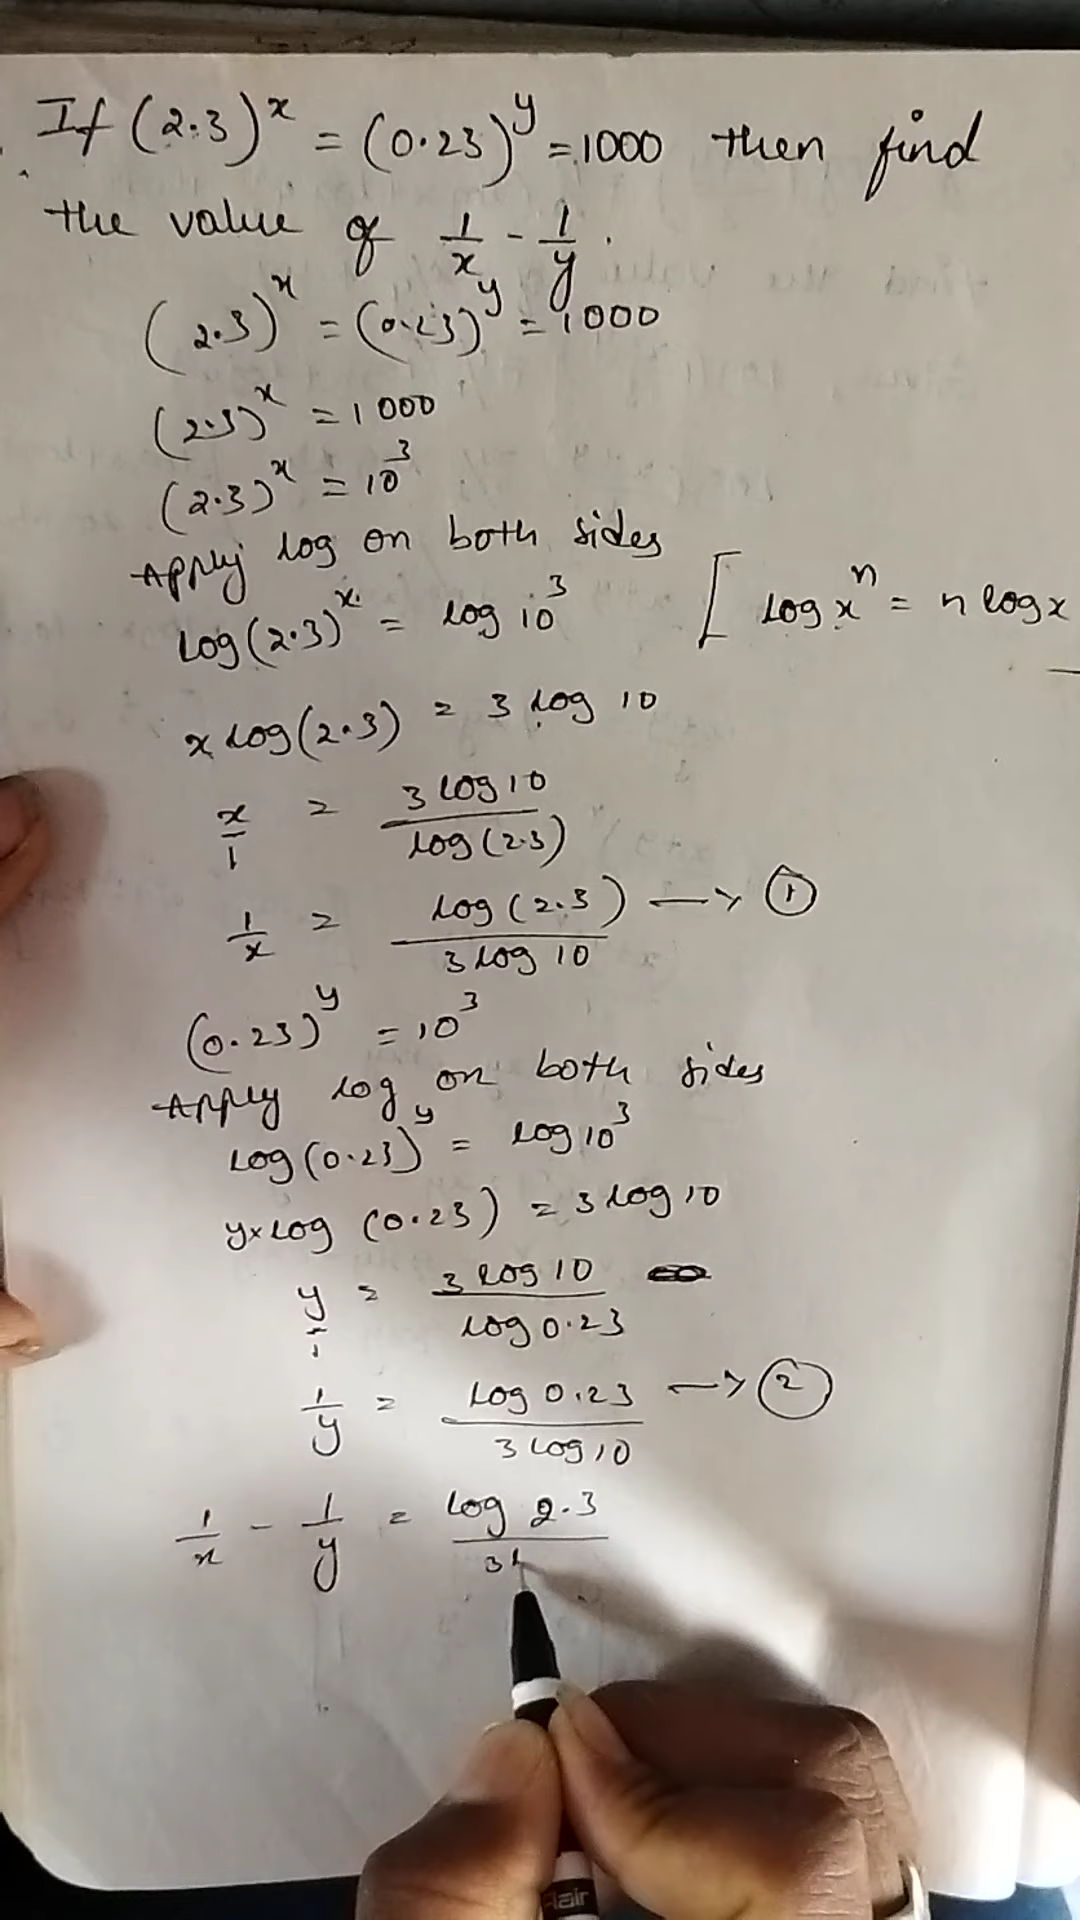 If (2.3)^x = (0.23)^y = 1000 then find
the value of 1/x - 1/y.
(2.3)^x = (0.23)^y = 1000
(2.3)^x = 1000
(2.3)^x = 10^3
Apply log on both sides
log(2.3)^x = log 10^3 [log x^n = n log x
x log(2.3) = 3 log 10
x/1 = 3 log 10/log(2.3)
1/x = log(2.3)/3 log 10 → ①
(0.23)^y = 10^3
Apply log on both sides
log(0.23)^y = log 10^3
y×log (0.23) = 3 log 10
y/1 = 3 log 10/log 0.23
1/y = log 0.23/3 log 10 → ②
1/x - 1/y = log 2.3/3l
lair